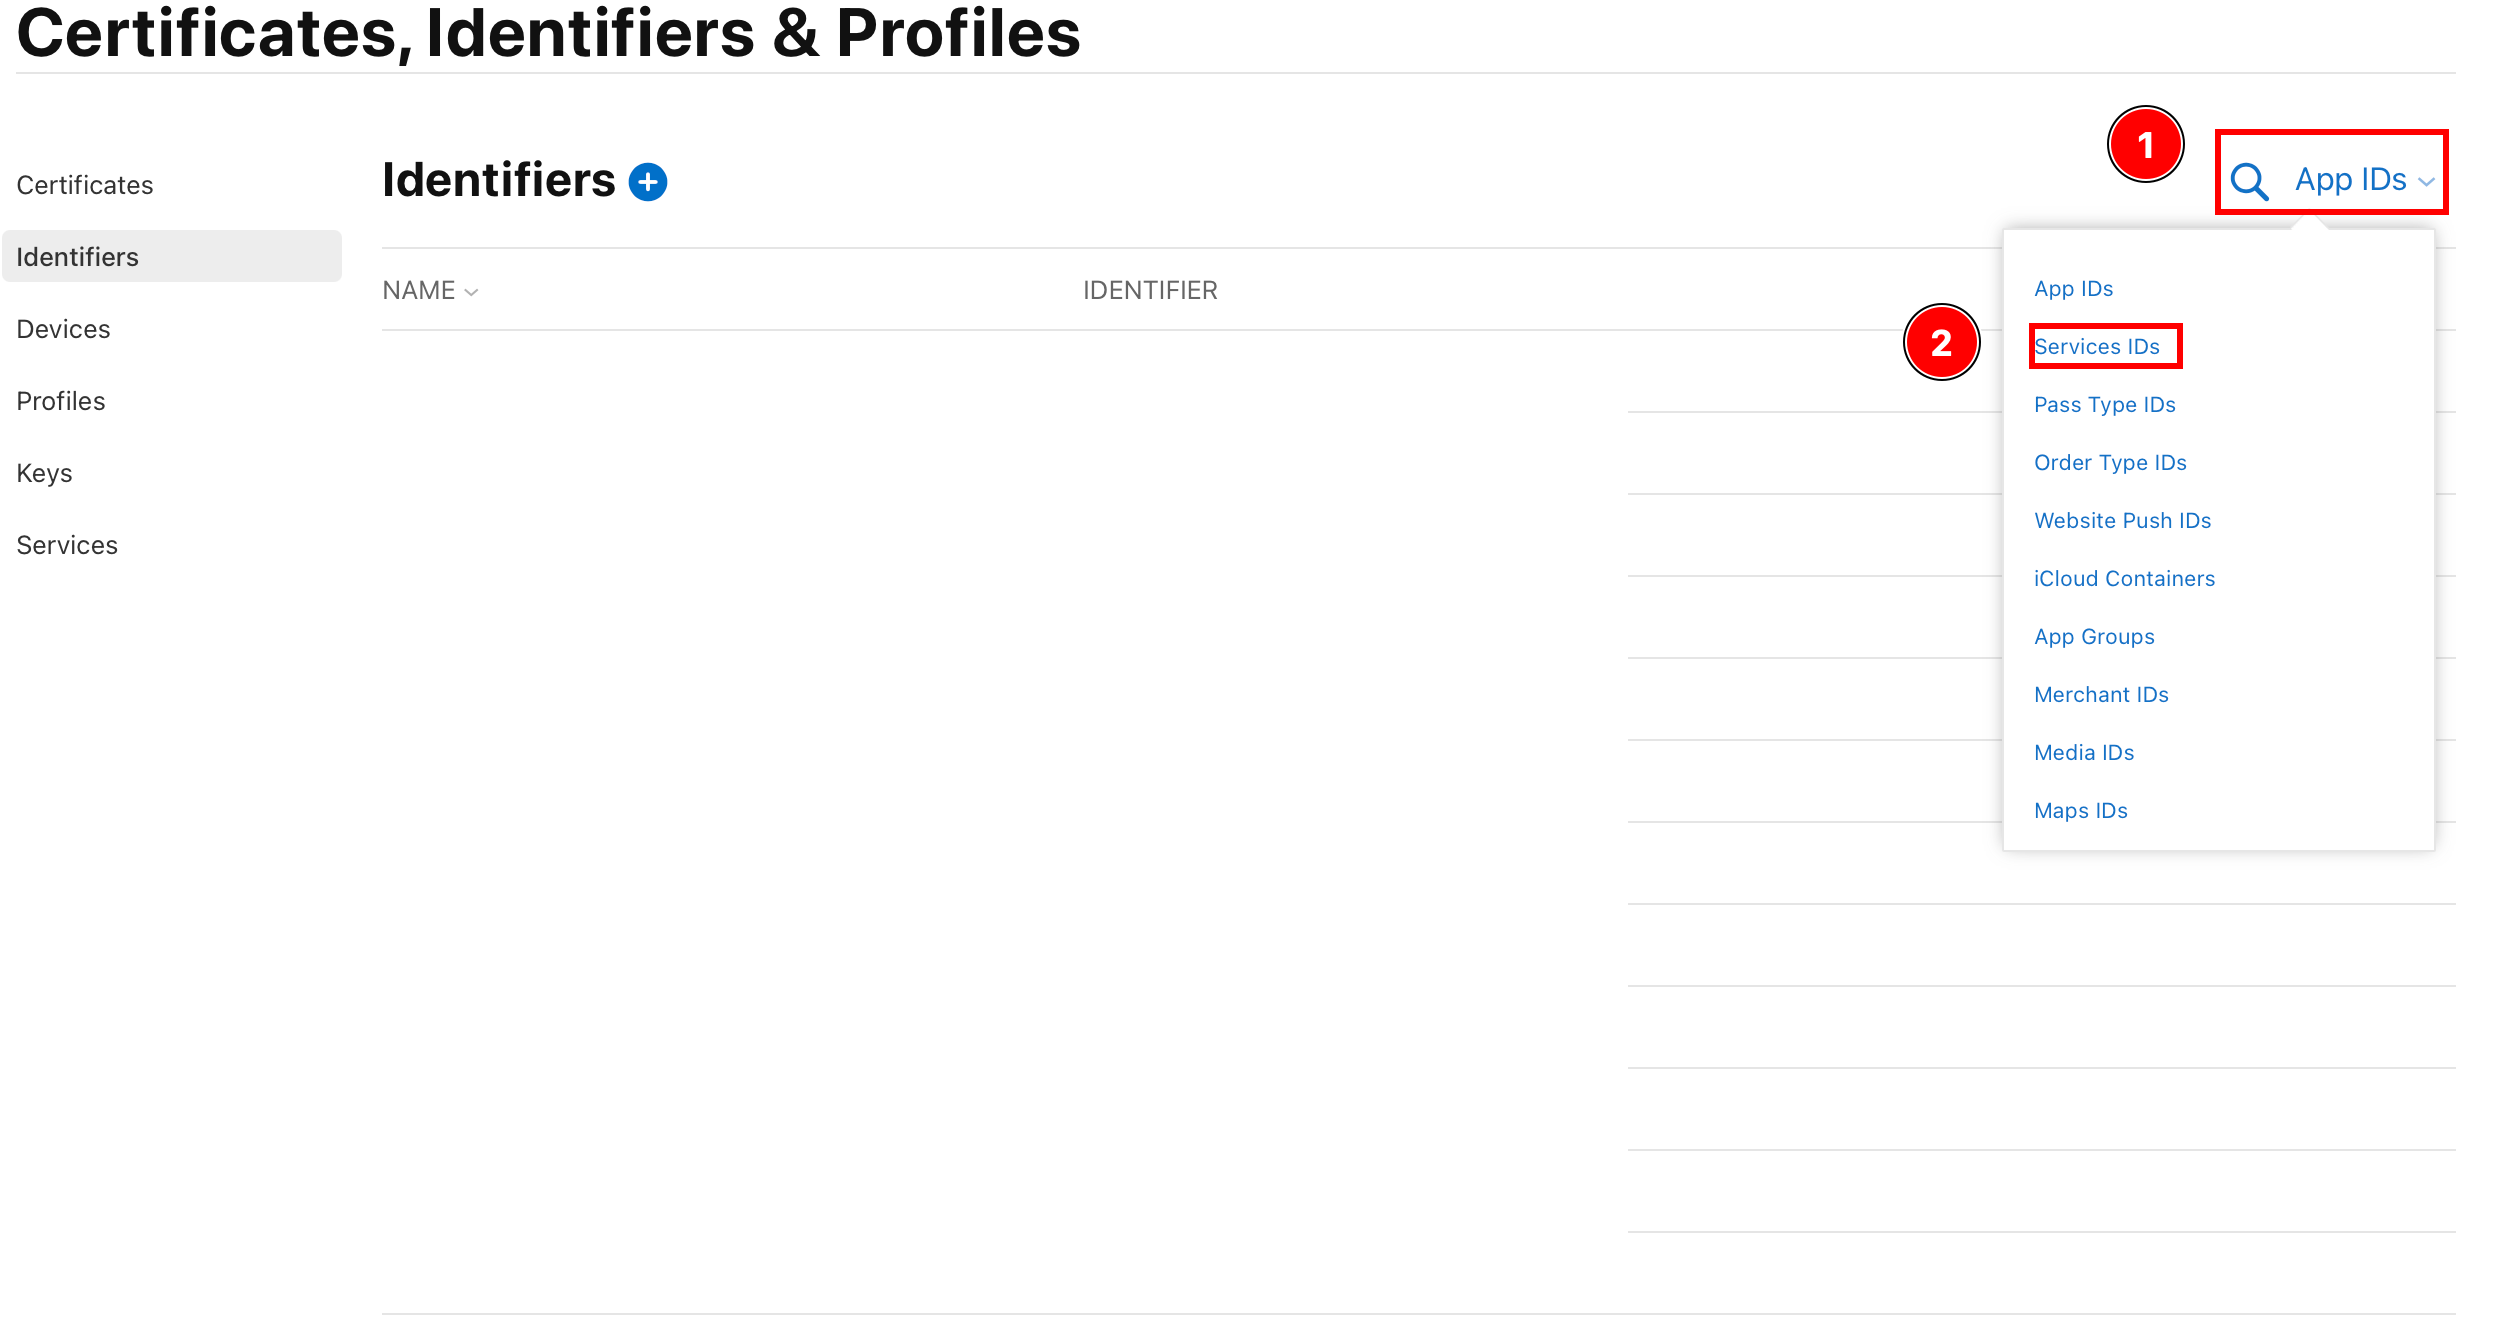 Certificates, Identifiers & Profiles
Certificates
Identifiers
Devices
Profiles
Keys
Services
Identifiers
1
App IDs
NAME
IDENTIFIER
App IDs
2
Services IDs
Pass Type IDs
Order Type IDs
Website Push IDs
iCloud Containers
App Groups
Merchant IDs
Media IDs
Maps IDs